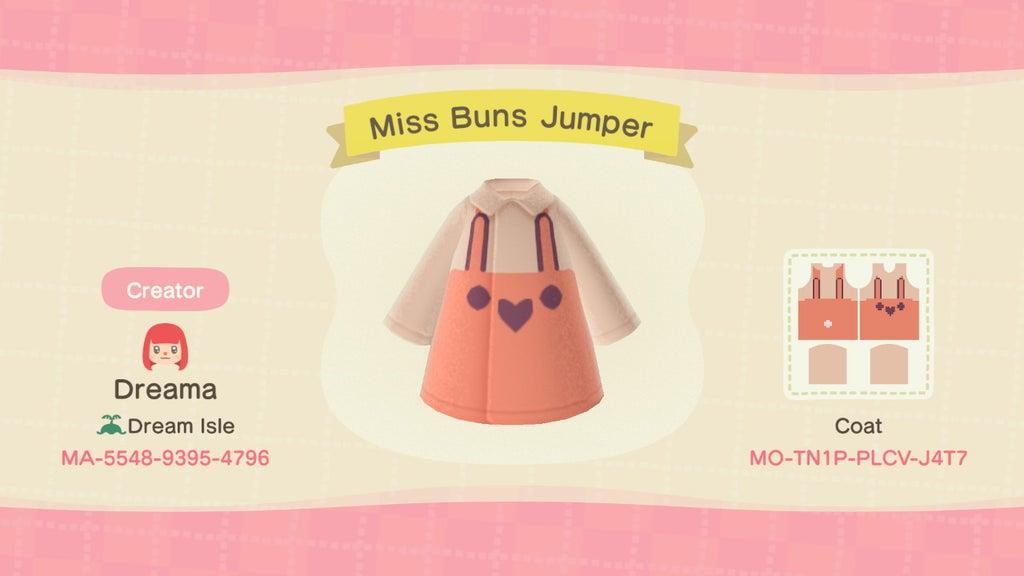 Miss Buns Jumper
Creator
Dreama
Dream Isle
MA-5548-9395-4796
Coat
MO-TN1P-PLCV-J4T7